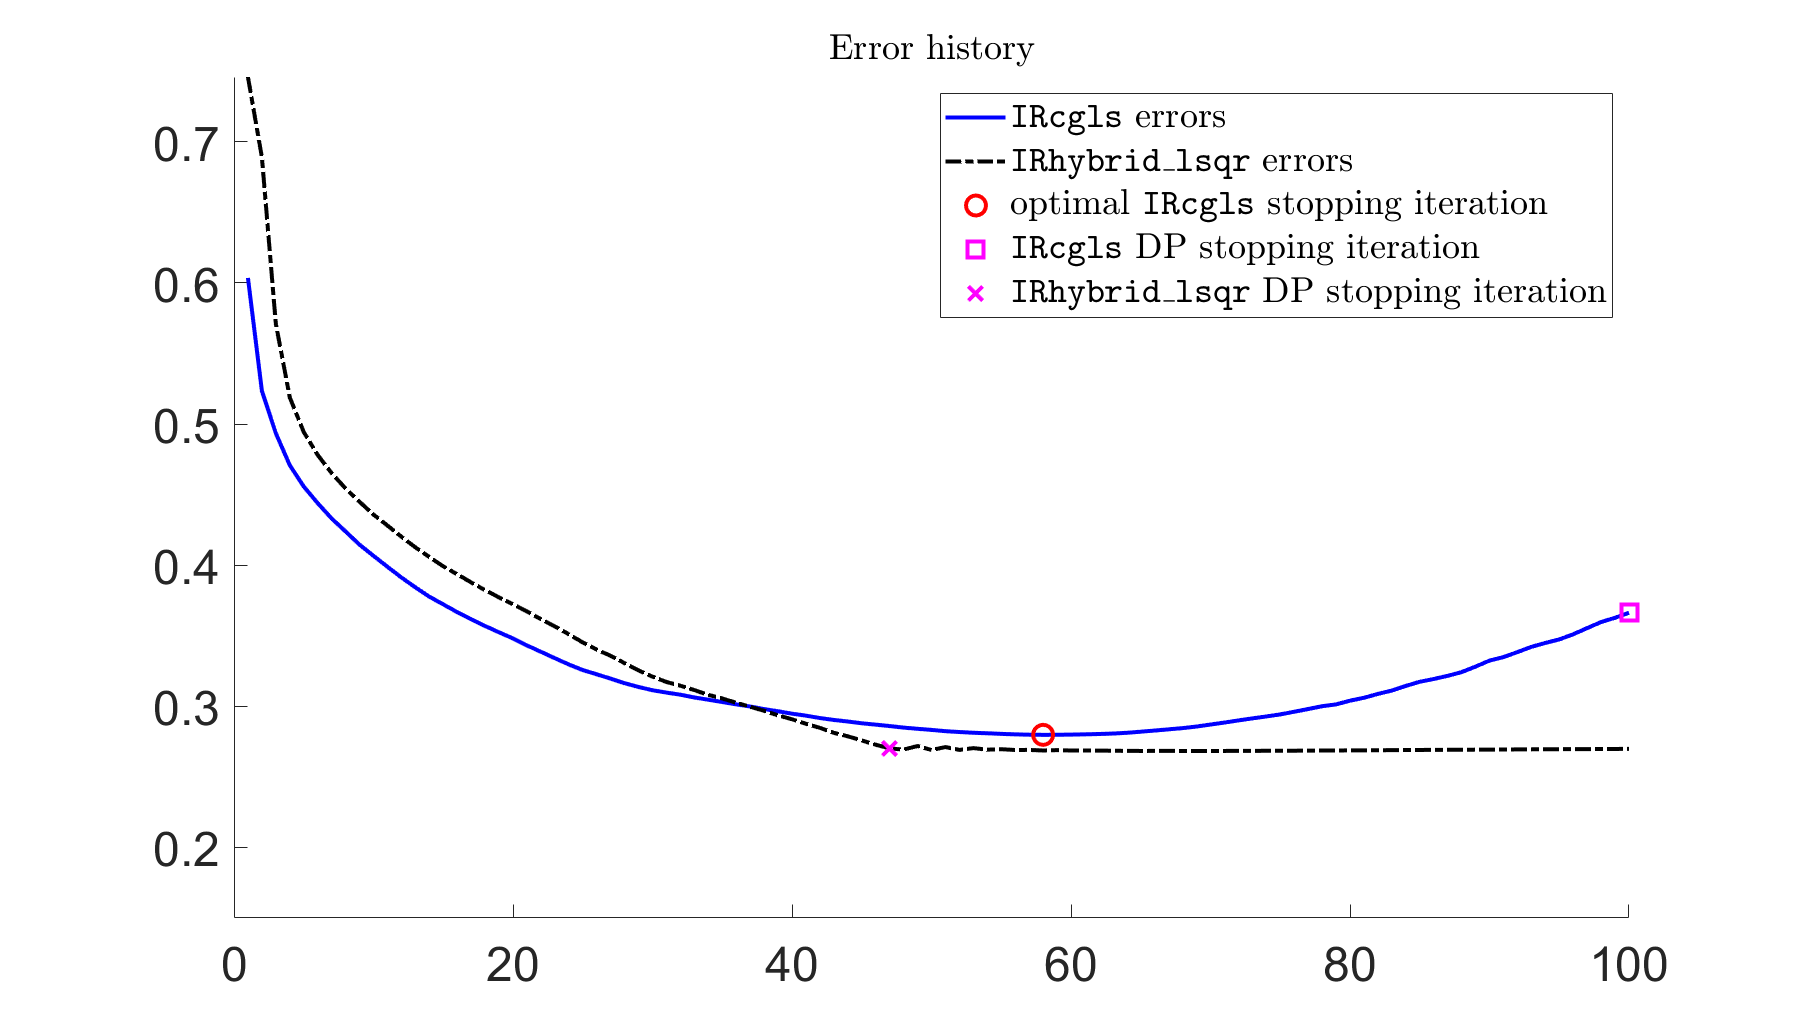 Error history
IRcgls errors
IRhybrid_lsqr errors
optimal IRcgls stopping iteration
IRcgls DP stopping iteration
IRhybrid_lsqr DP stopping iteration
0.7
0.6
0.5
0.4
0.3
0.2
0 20 40 60 80 100